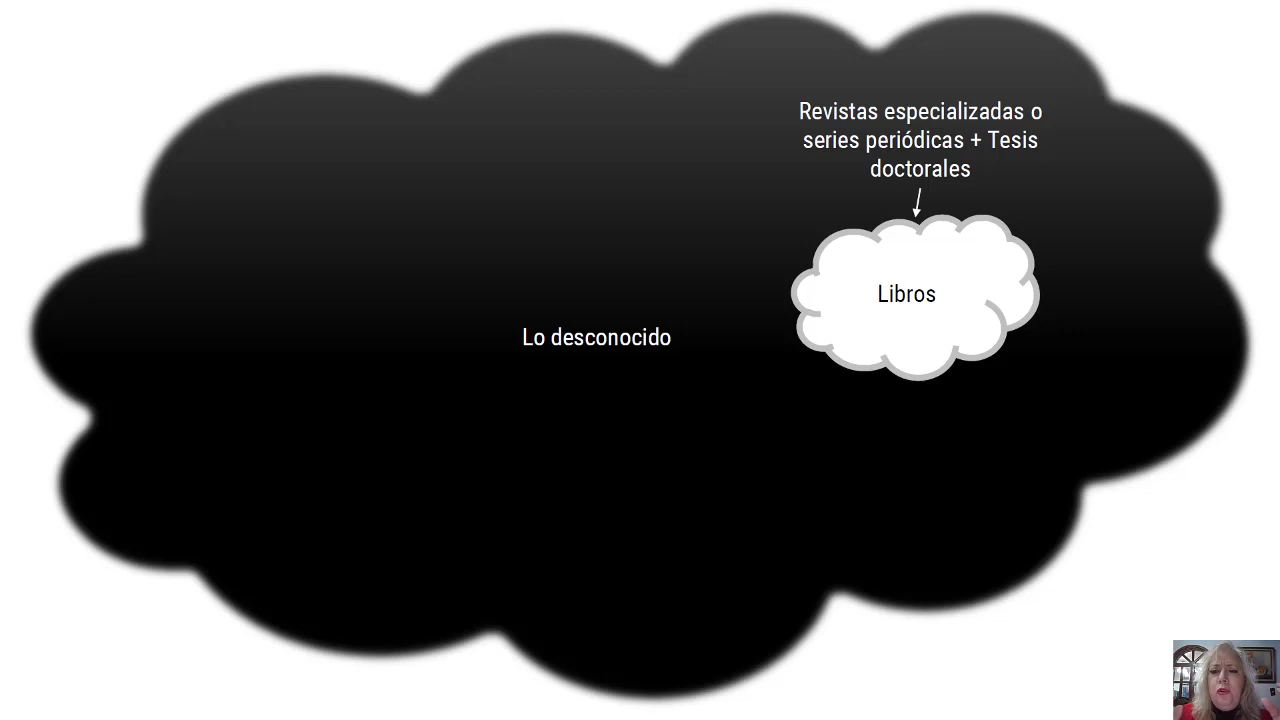 Revistas especializadas o
series periódicas + Tesis
doctorales
Libros
Lo desconocido